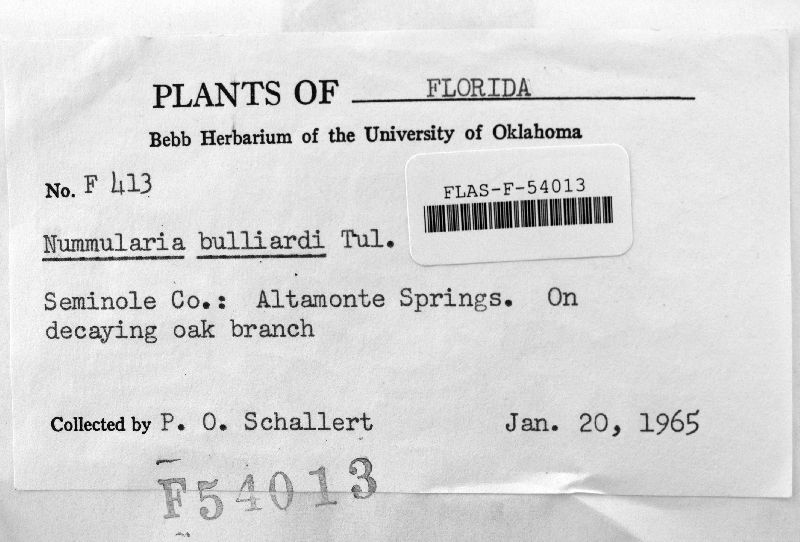 PLANTS OF FLORIDA
Bebb Herbarium of the University of Oklahoma
No. F 413
FLAS-F-54013
Nummularia bulliardi Tul.
Seminole Co.: Altamonte Springs. On
decaying oak branch
Collected by P. O. Schallert Jan. 20, 1965
F54013